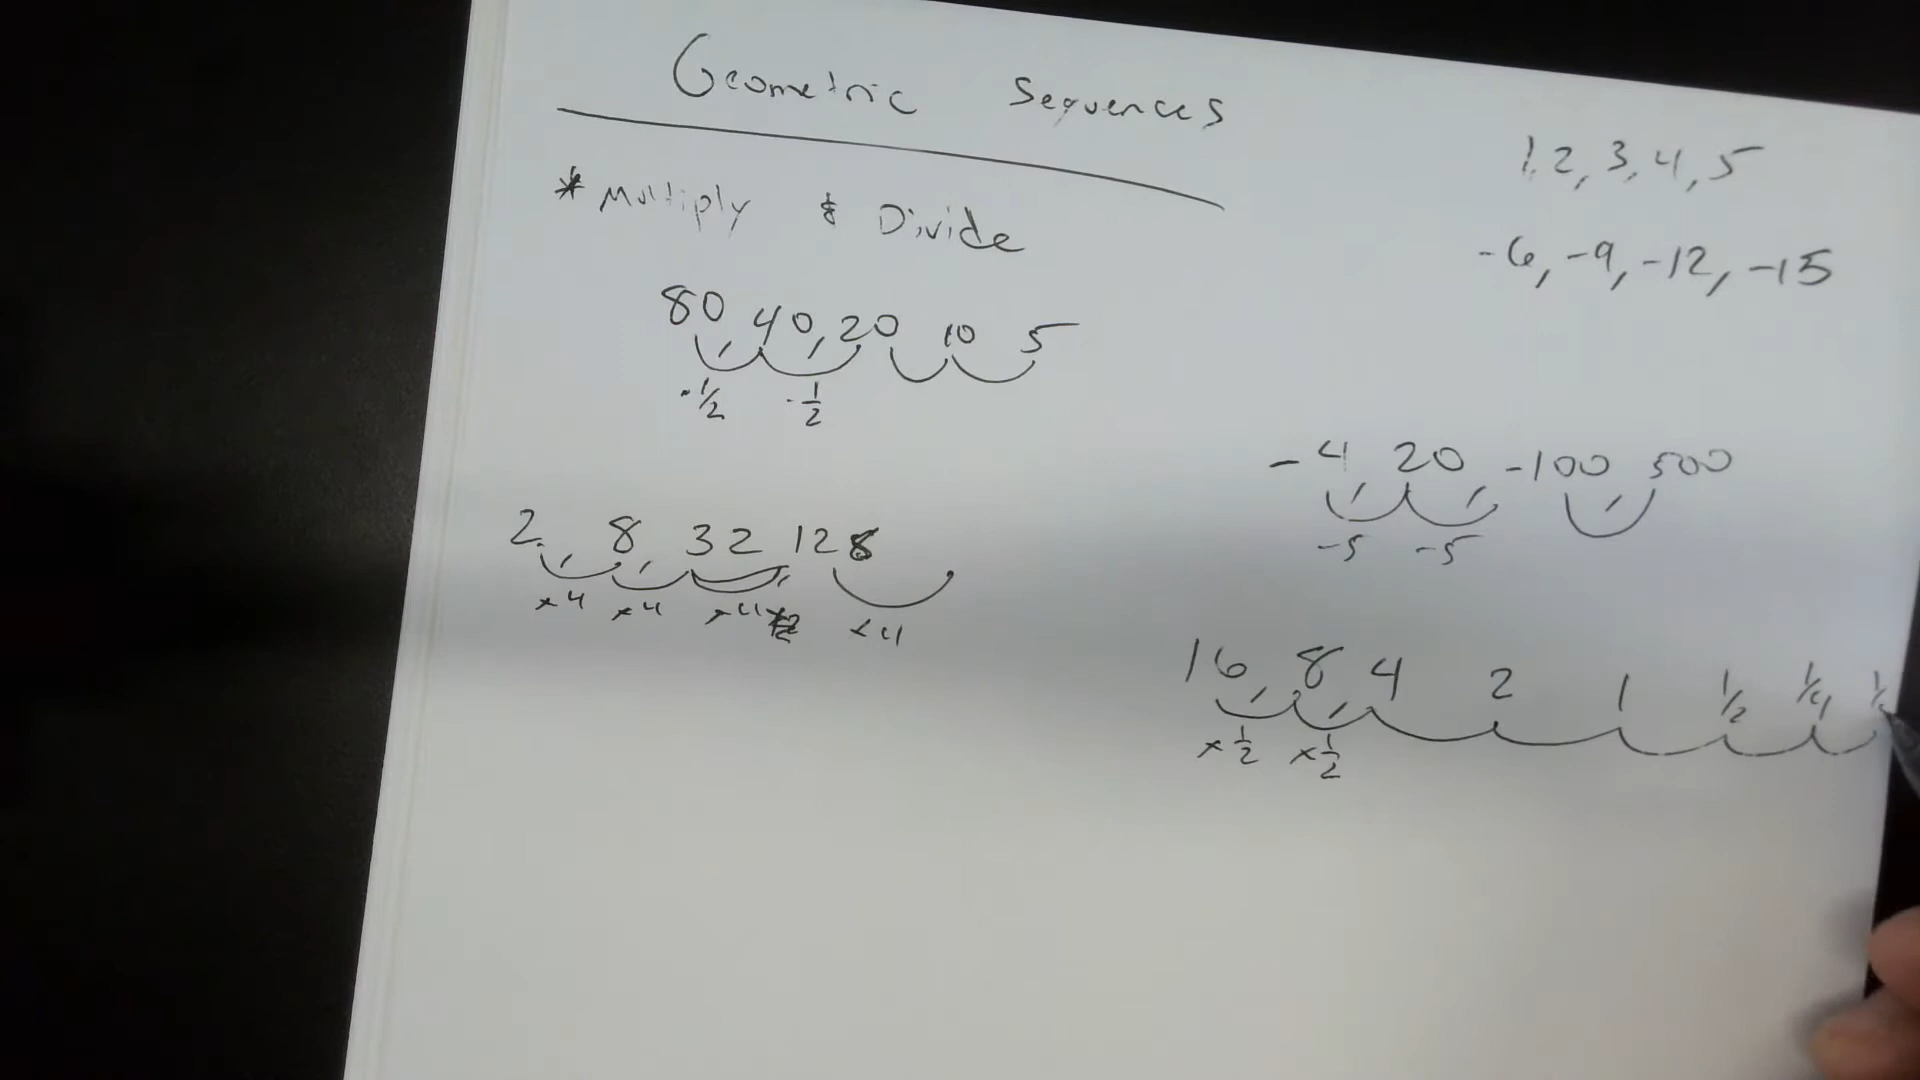 Geometric Sequences
* Multiply & Divide
1, 2, 3, 4, 5
-6, -9, -12, -15
80, 40, 20 10 5
·1/2 ·1/2
-4, 20, -100, 500
-5 -5
2, 8, 32, 128
×4 ×4 ×4 ×4
16, 8, 4 2 1 1/2 1/4
×1/2 ×1/2